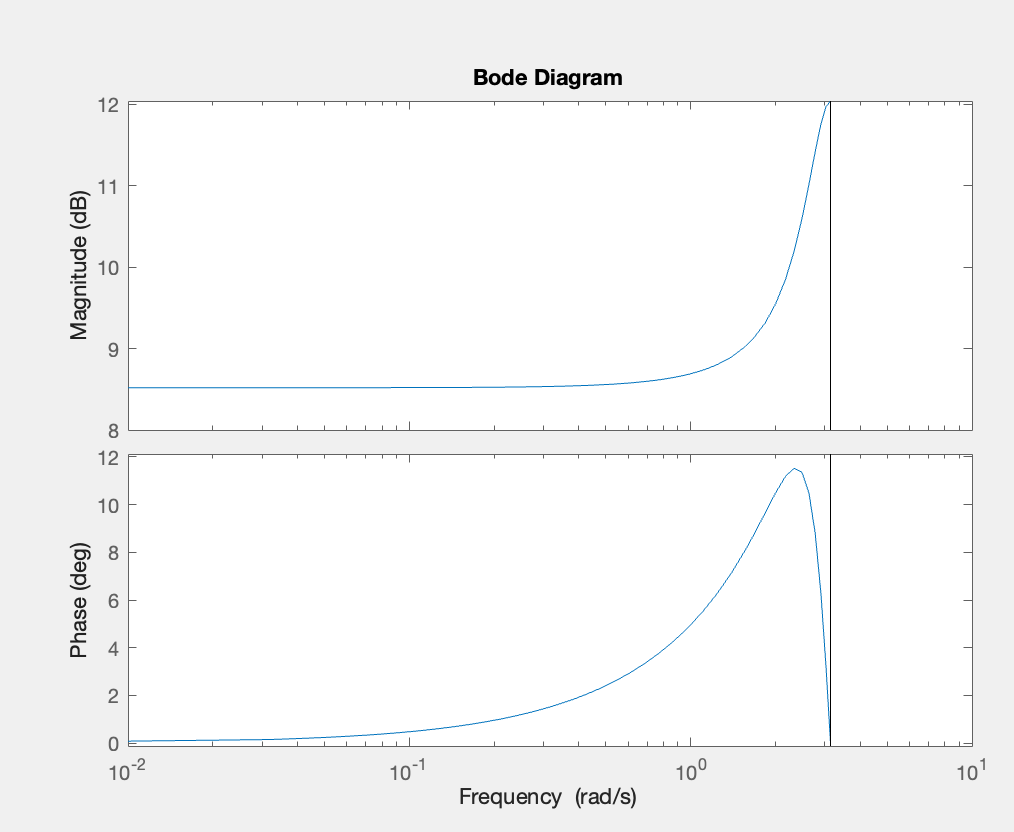 Bode Diagram
Magnitude (dB)
12
11
10
9
8
Phase (deg)
12
10
8
6
4
2
0
10^-2 10^-1 10^0 10^1
Frequency (rad/s)